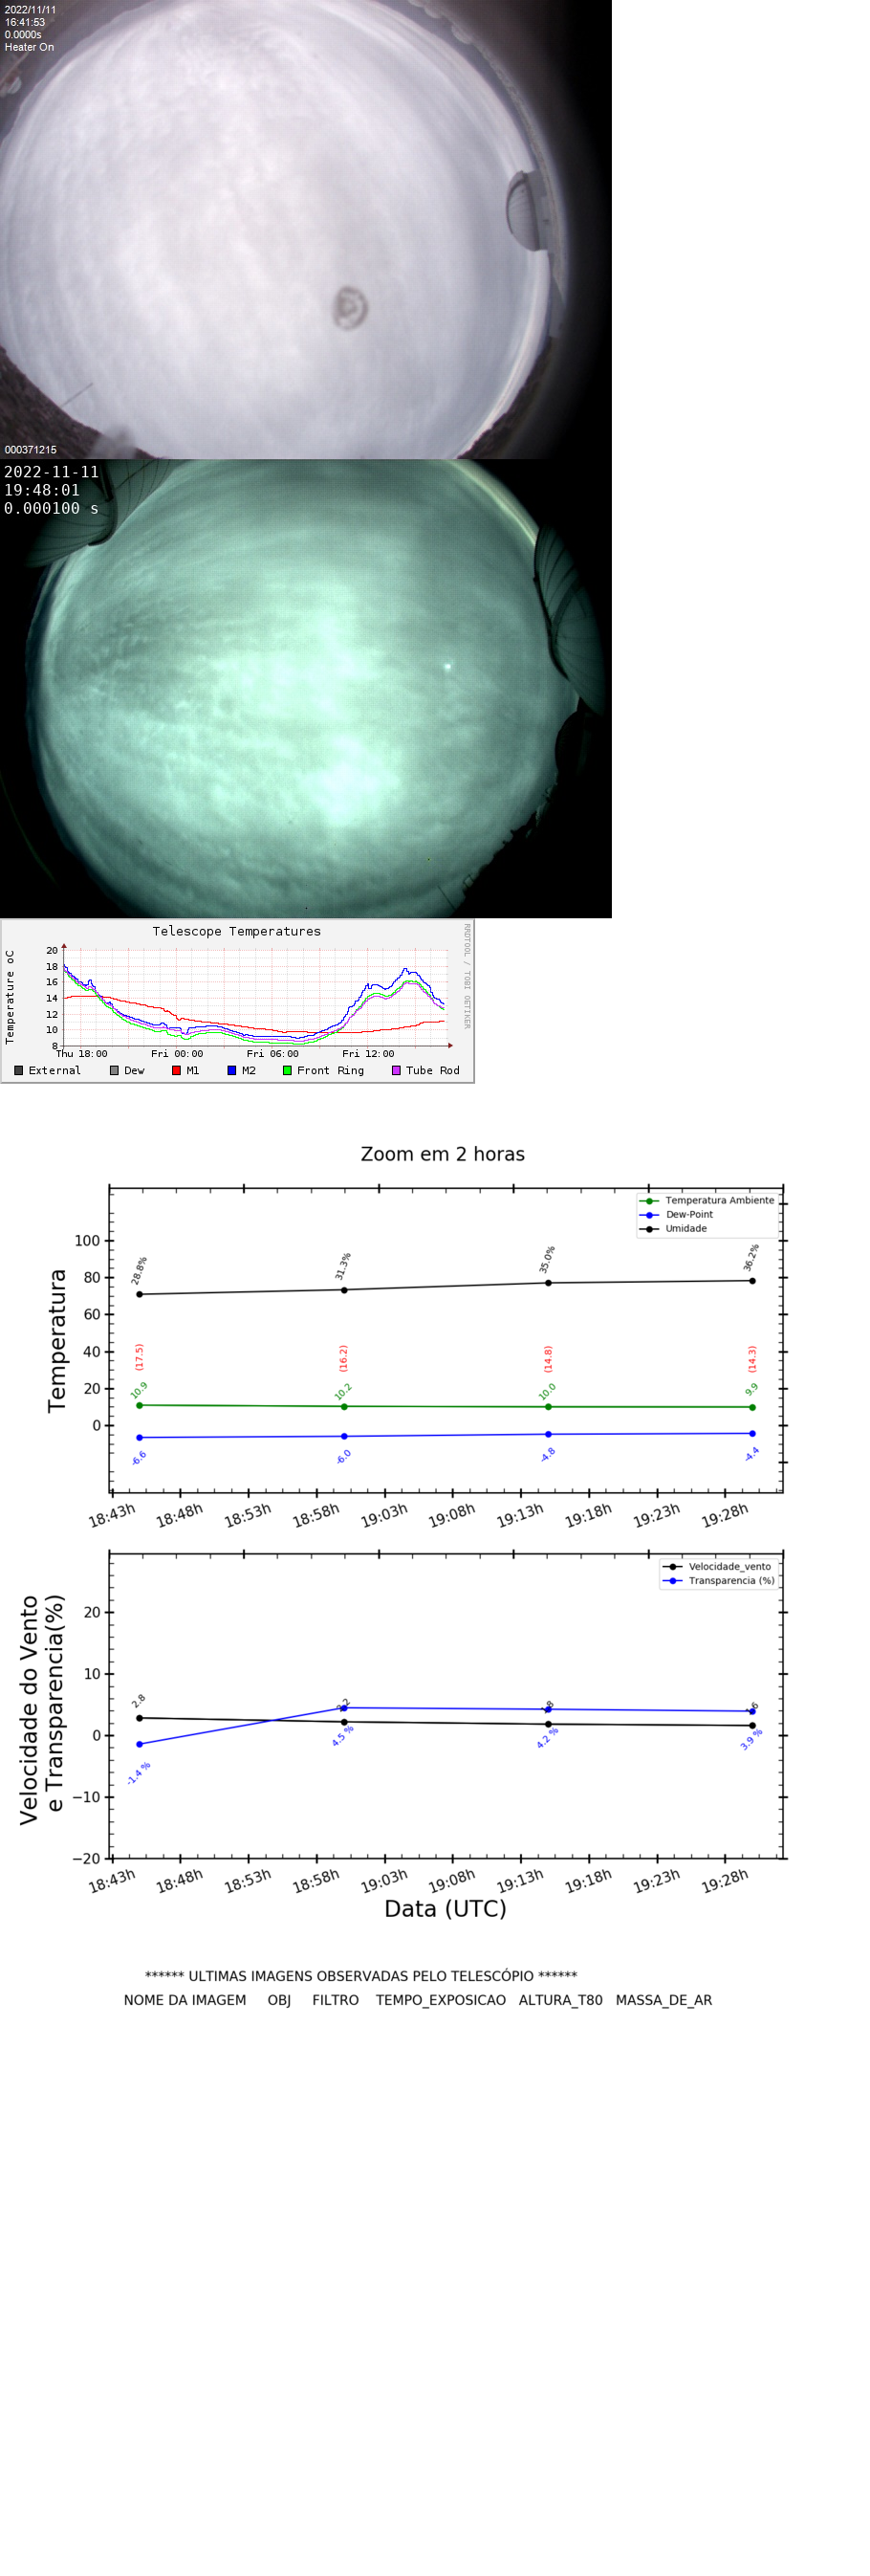 2022/11/11
16:41:53
0.0000s
Heater On
000371215
2022-11-11
19:48:01
0.000100 s
Telescope Temperatures
RRDTOOL / TOBI OETIKER
Temperature oC
20
18
16
14
12
10
8
Thu 18:00 Fri 00:00 Fri 06:00 Fri 12:00
External Dew M1 M2 Front Ring Tube Rod
Zoom em 2 horas
Temperatura
Temperatura Ambiente
Dew-Point
Umidade
100
80
60
40
20
0
28.8% 31.3% 35.0% 36.2%
(17.5) (16.2) (14.8) (14.3)
10.9 10.2 10.0 9.9
-6.6 -6.0 -4.8 -4.4
18:43h 18:48h 18:53h 18:58h 19:03h 19:08h 19:13h 19:18h 19:23h 19:28h
Velocidade do Vento
e Transparencia(%)
Velocidade_vento
Transparencia (%)
20
10
0
−10
−20
2.8
-1.4 % 4.5 % 4.2 % 3.9 %
18:43h 18:48h 18:53h 18:58h 19:03h 19:08h 19:13h 19:18h 19:23h 19:28h
Data (UTC)
****** ULTIMAS IMAGENS OBSERVADAS PELO TELESCÓPIO ******
NOME DA IMAGEM OBJ FILTRO TEMPO_EXPOSICAO ALTURA_T80 MASSA_DE_AR